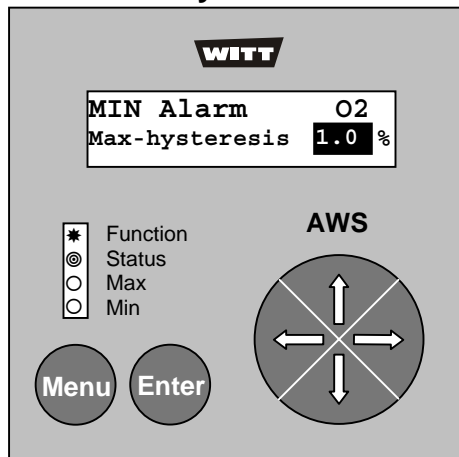 WITT
MIN Alarm O2
Max-hysteresis 1.0 %
AWS
Function
Status
Max
Min
Menu
Enter